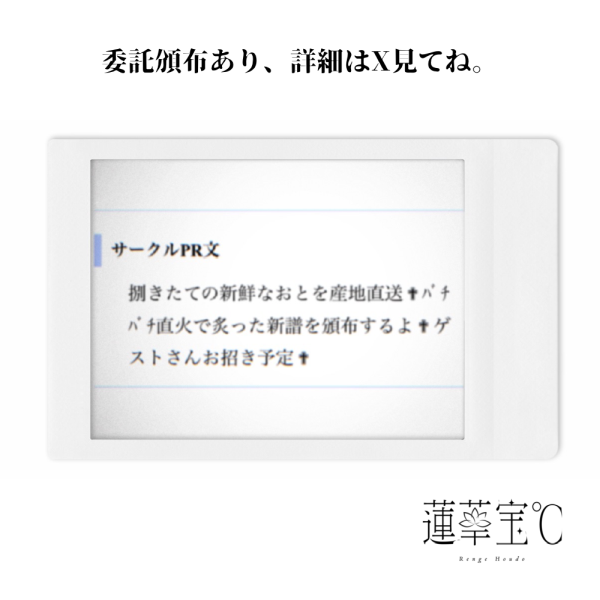 委託頒布あり、詳細はX見てね。
サークルPR文
捌きたての新鮮なおとを産地直送✝ﾊﾞﾁ
ﾊﾞﾁ直火で炙った新譜を頒布するよ✝ゲ
ストさんお招き予定✝
蓮華宝℃
Renge Houdo